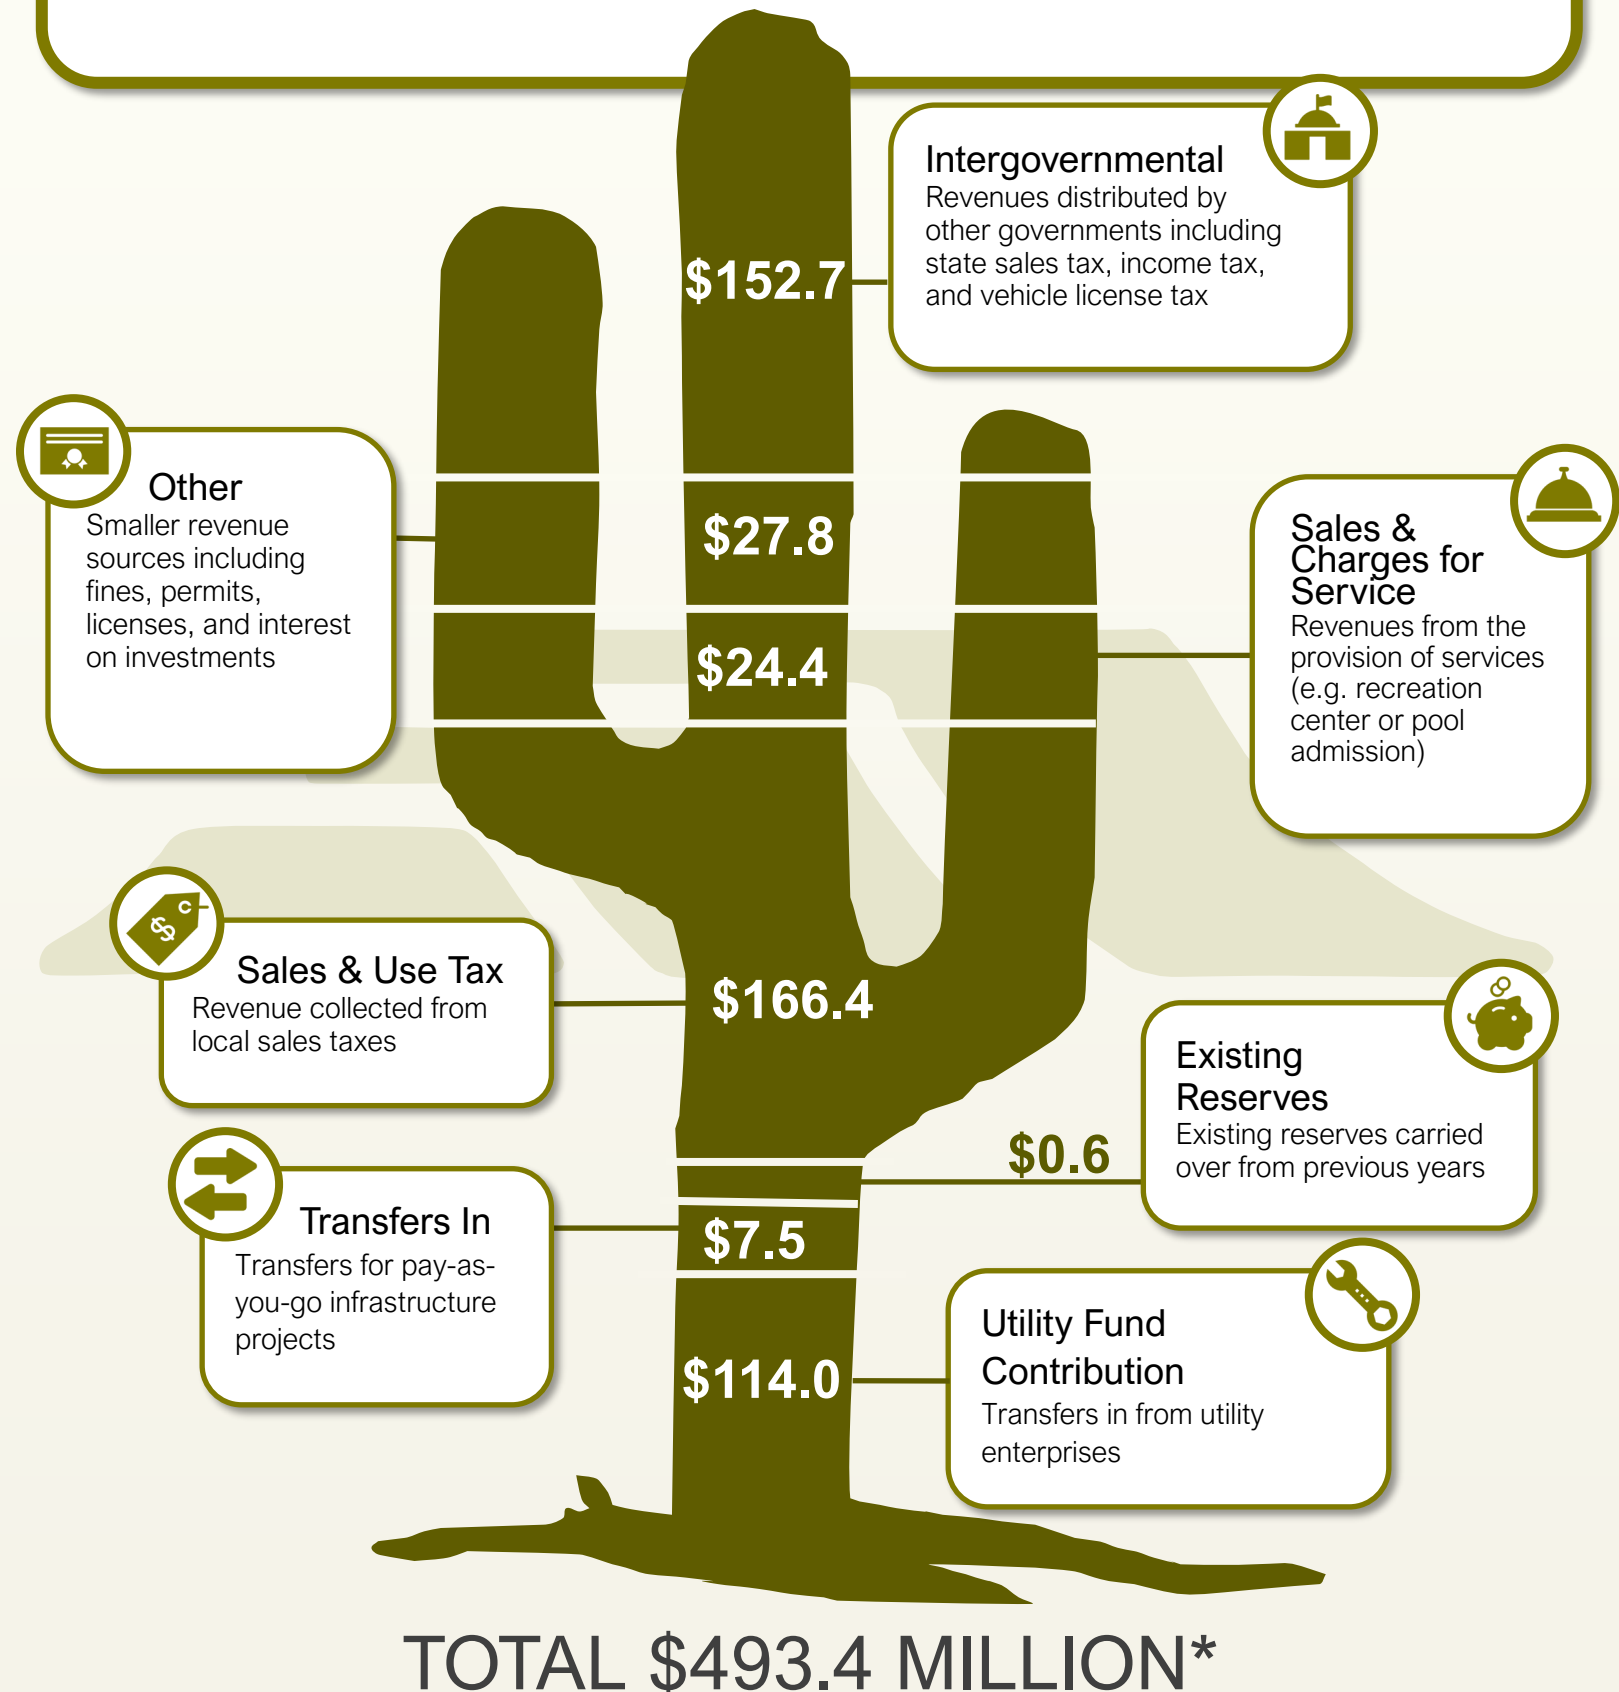 Intergovernmental
Revenues distributed by
other governments including
state sales tax, income tax,
and vehicle license tax
$152.7
Other
Smaller revenue
sources including
fines, permits,
licenses, and interest
on investments
$27.8
Sales &
Charges for
Service
Revenues from the
provision of services
(e.g. recreation
center or pool
admission)
$24.4
Sales & Use Tax
Revenue collected from
local sales taxes
$166.4
Existing
Reserves
Existing reserves carried
over from previous years
$0.6
Transfers In
Transfers for pay-as-
you-go infrastructure
projects
$7.5
Utility Fund
Contribution
Transfers in from utility
enterprises
$114.0
TOTAL $493.4 MILLION*